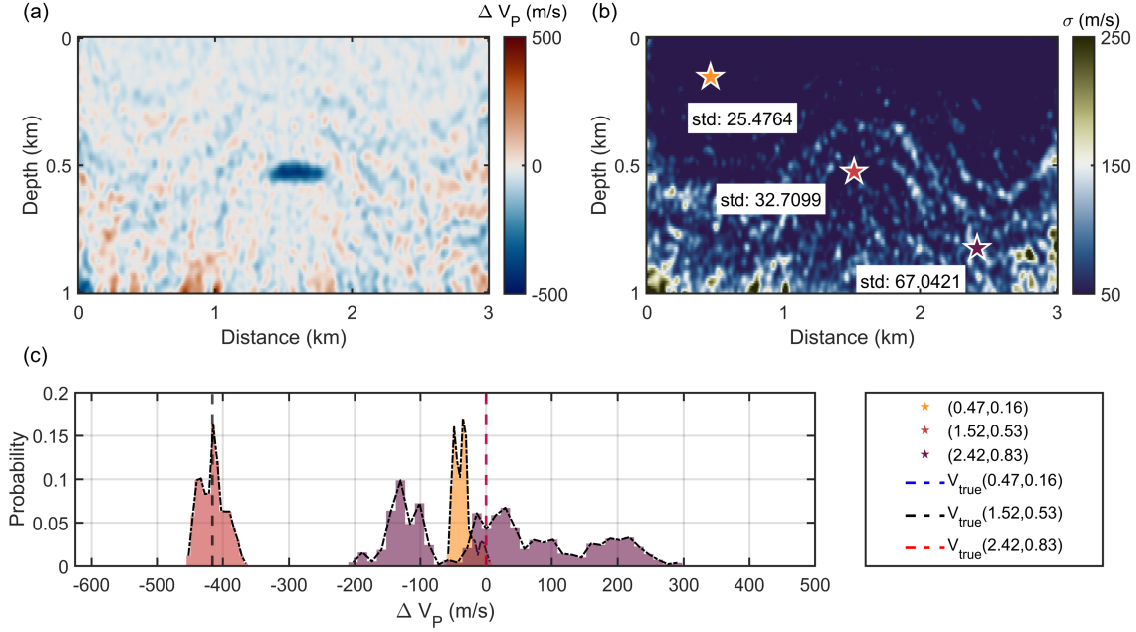 (a)
Δ V_P (m/s)
0
0.5
1
Depth (km)
0
1
2
3
Distance (km)
500
0
-500
(b)
σ (m/s)
0
0.5
1
Depth (km)
std: 25.4764
std: 32.7099
std: 67.0421
0
1
2
3
Distance (km)
250
150
50
(c)
0.2
0.15
0.1
0.05
0
Probability
-600 -500 -400 -300 -200 -100 0 100 200 300 400 500
Δ V_P (m/s)
(0.47,0.16)
(1.52,0.53)
(2.42,0.83)
V_true(0.47,0.16)
V_true(1.52,0.53)
V_true(2.42,0.83)